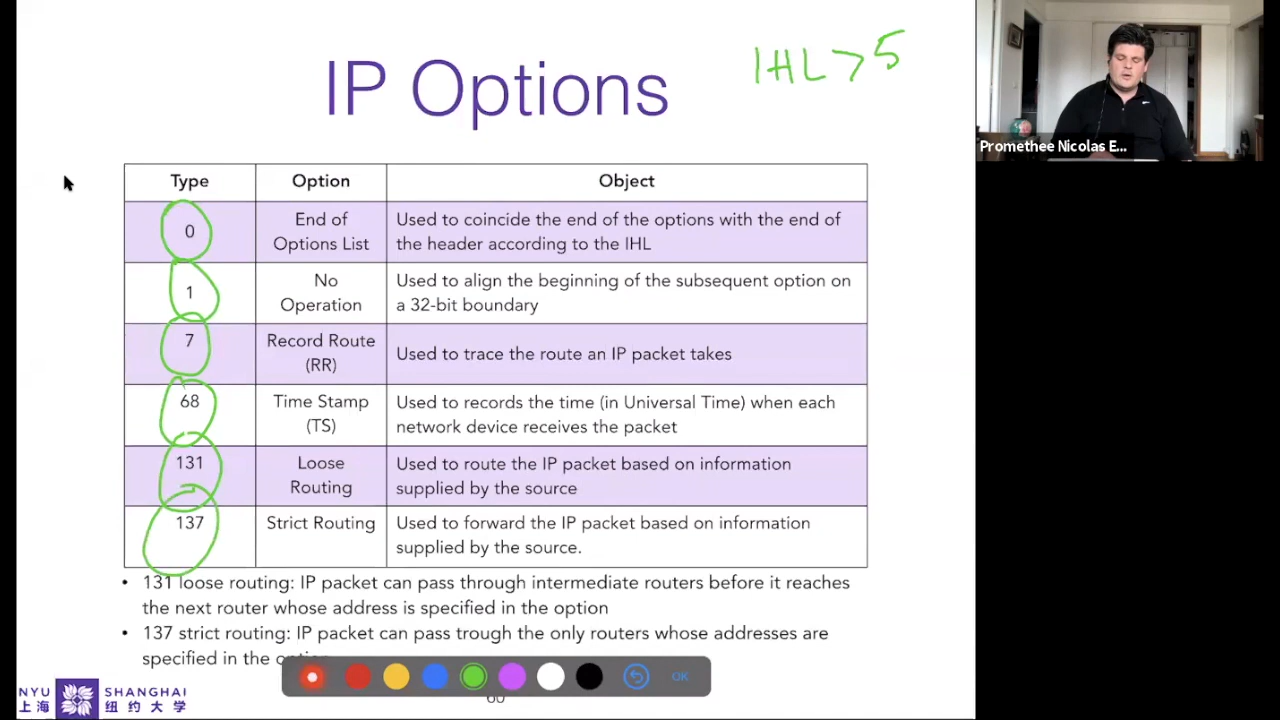 IP Options
IHL > 5
Promethee Nicolas E...
Type Option Object
0 End of Options List Used to coincide the end of the options with the end of
the header according to the IHL
1 No Operation Used to align the beginning of the subsequent option on
a 32-bit boundary
7 Record Route (RR) Used to trace the route an IP packet takes
68 Time Stamp (TS) Used to records the time (in Universal Time) when each
network device receives the packet
131 Loose Routing Used to route the IP packet based on information
supplied by the source
137 Strict Routing Used to forward the IP packet based on information
supplied by the source.
• 131 loose routing: IP packet can pass through intermediate routers before it reaches
the next router whose address is specified in the option
• 137 strict routing: IP packet can pass trough the only routers whose addresses are
specified in the
OK
NYU SHANGHAI
上海 纽约大学